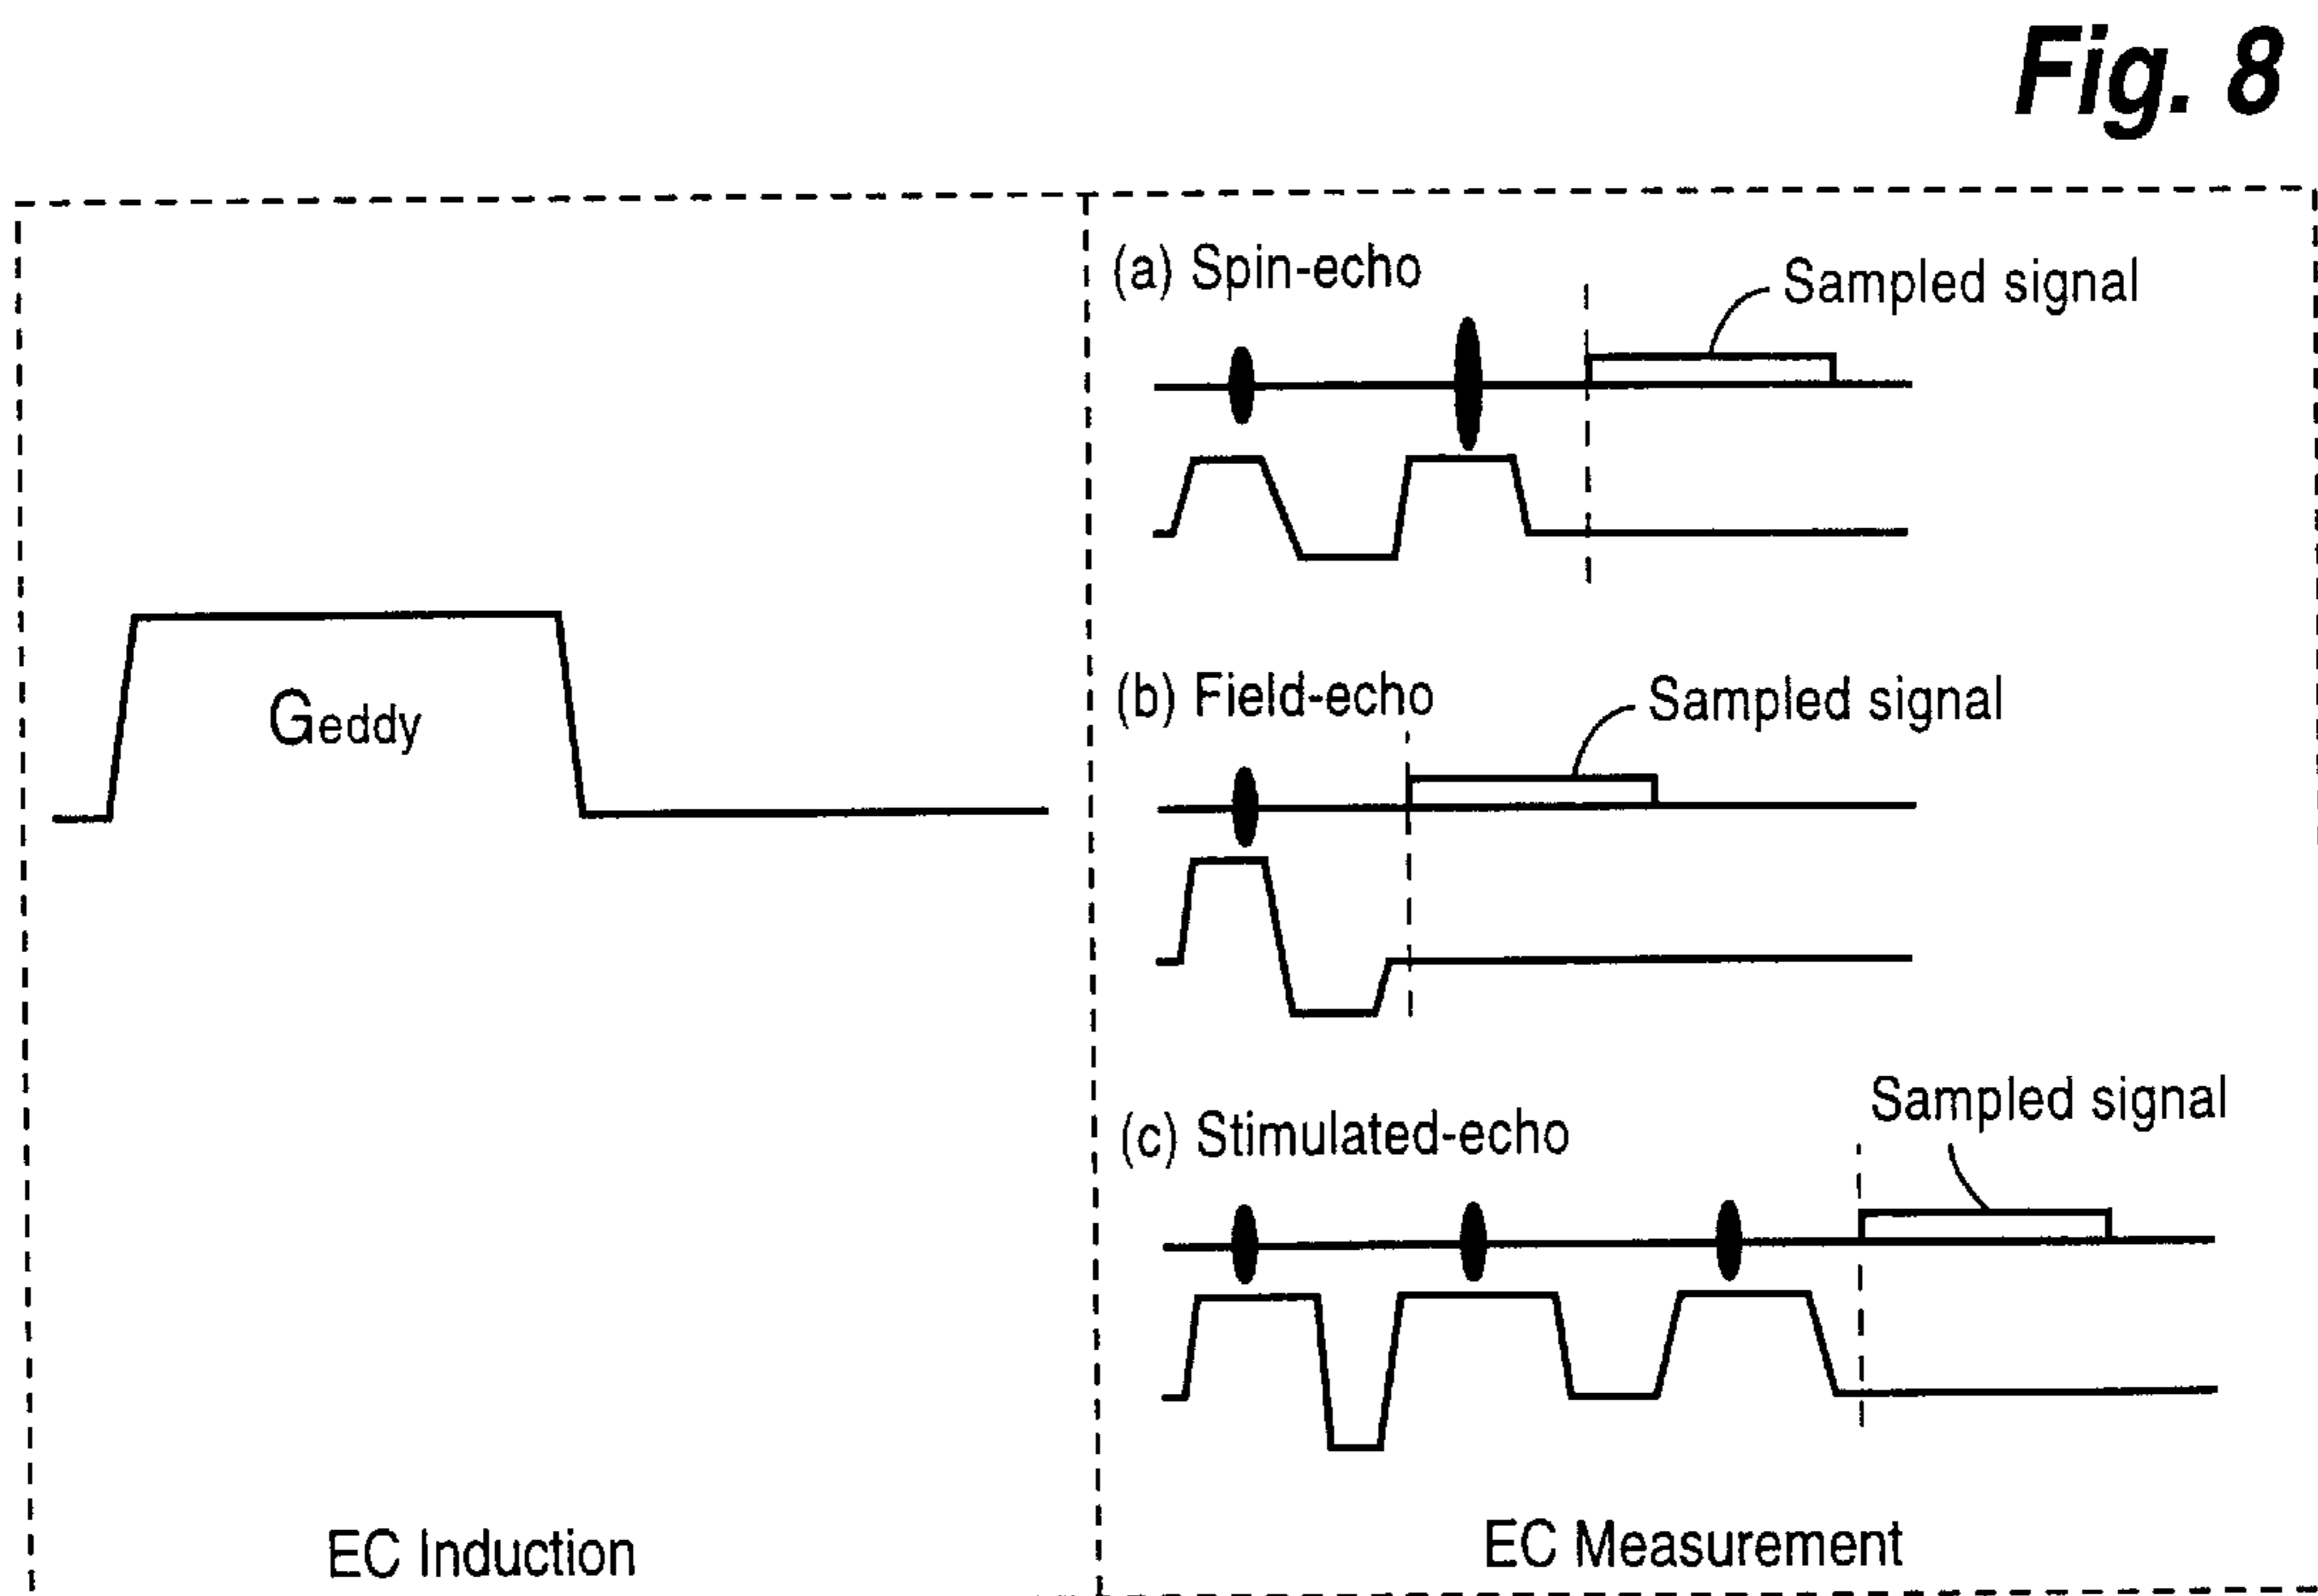 Fig. 8
(a) Spin-echo
Sampled signal
Geddy
(b) Field-echo
Sampled signal
(c) Stimulated-echo
Sampled signal
EC Induction
EC Measurement